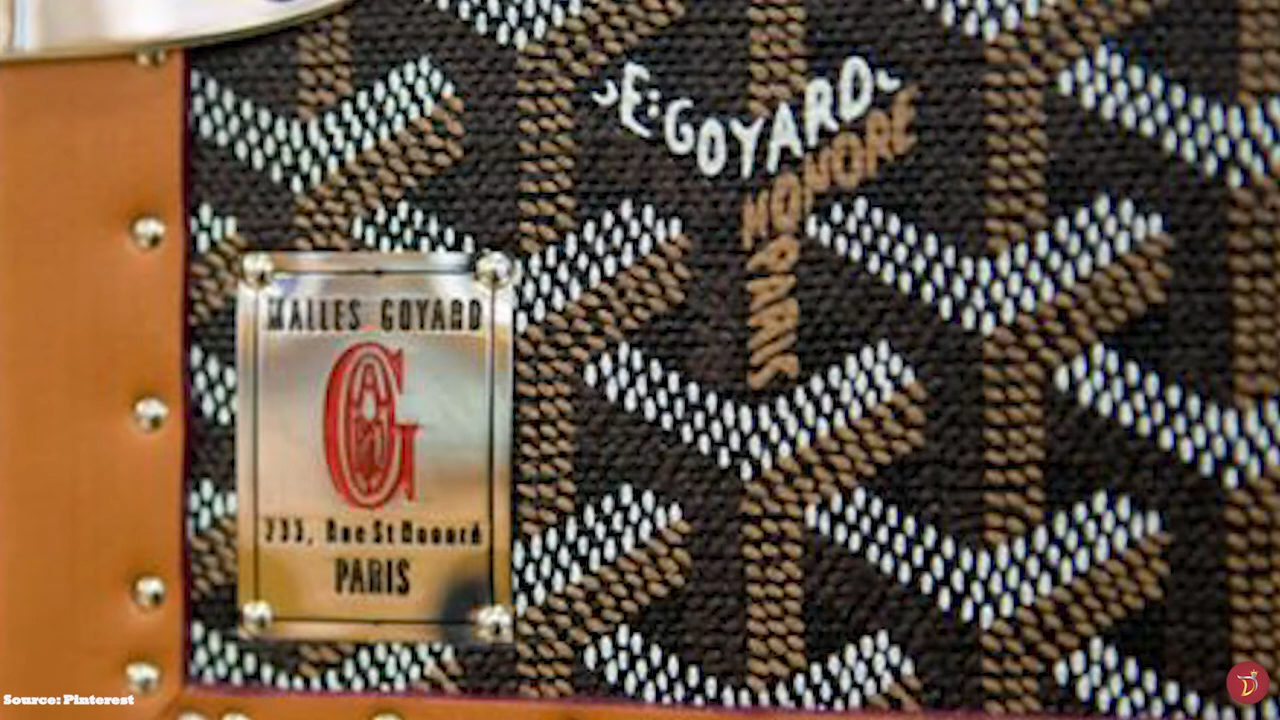 E.GOYARD
HONORE
PARIS
MALLES GOYARD
G
233, Rue St Honoré
PARIS
Source: Pinterest